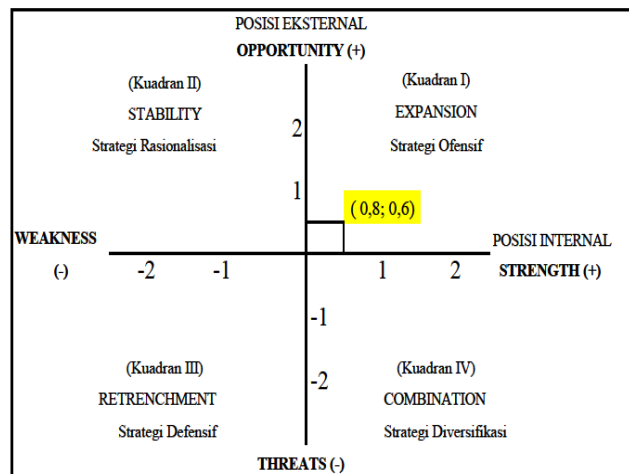 POSISI EKSTERNAL
OPPORTUNITY (+)
(Kuadran II)
STABILITY
Strategi Rasionalisasi
(Kuadran I)
EXPANSION
Strategi Ofensif
2
1
( 0,8; 0,6)
WEAKNESS
(-)
-2
-1
1
2
POSISI INTERNAL
STRENGTH (+)
-1
-2
(Kuadran III)
RETRENCHMENT
Strategi Defensif
(Kuadran IV)
COMBINATION
Strategi Diversifikasi
THREATS (-)